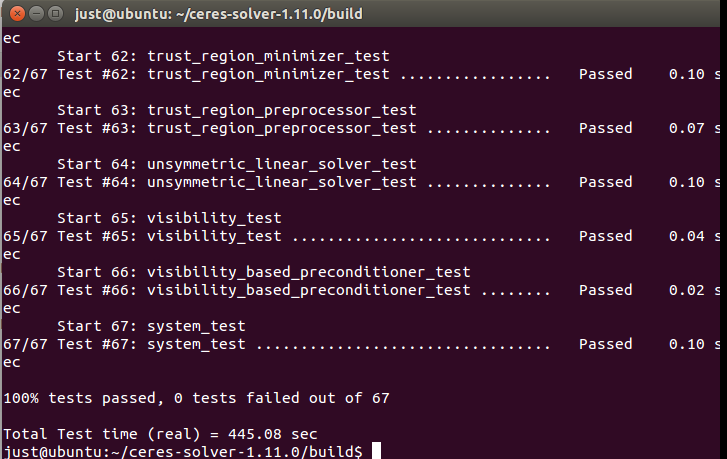 just@ubuntu: ~/ceres-solver-1.11.0/build
ec
      Start 62: trust_region_minimizer_test
62/67 Test #62: trust_region_minimizer_test .................   Passed    0.10 s
ec
      Start 63: trust_region_preprocessor_test
63/67 Test #63: trust_region_preprocessor_test ..............   Passed    0.07 s
ec
      Start 64: unsymmetric_linear_solver_test
64/67 Test #64: unsymmetric_linear_solver_test ..............   Passed    0.10 s
ec
      Start 65: visibility_test
65/67 Test #65: visibility_test .............................   Passed    0.04 s
ec
      Start 66: visibility_based_preconditioner_test
66/67 Test #66: visibility_based_preconditioner_test ........   Passed    0.02 s
ec
      Start 67: system_test
67/67 Test #67: system_test .................................   Passed    0.10 s
ec

100% tests passed, 0 tests failed out of 67

Total Test time (real) = 445.08 sec
just@ubuntu:~/ceres-solver-1.11.0/build$